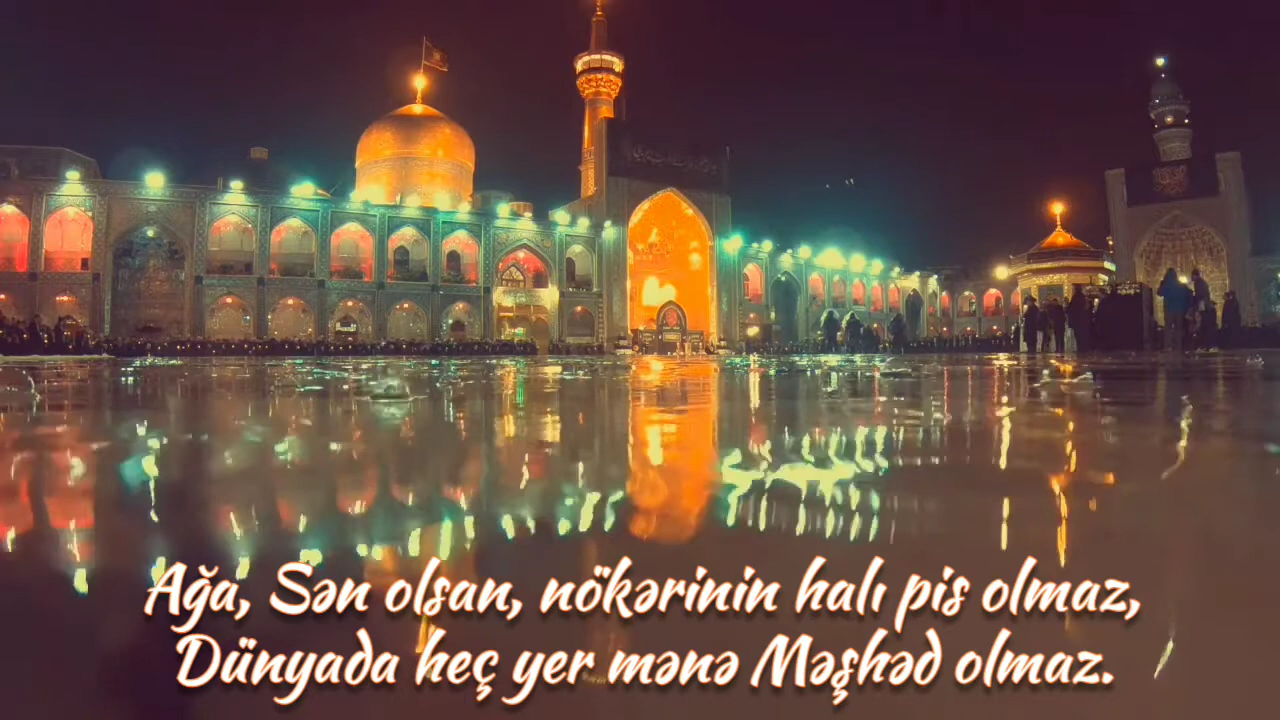 Ağa, Sən olsan, nökərinin halı pis olmaz,
Dünyada heç yer mənə Məşhəd olmaz.